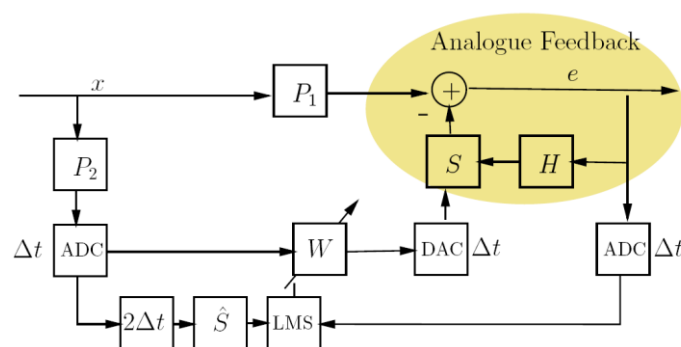 Analogue Feedback
x
e
P₁
+
-
P₂
S
H
Δt
ADC
W
DAC
Δt
ADC
Δt
2Δt
Ŝ
LMS